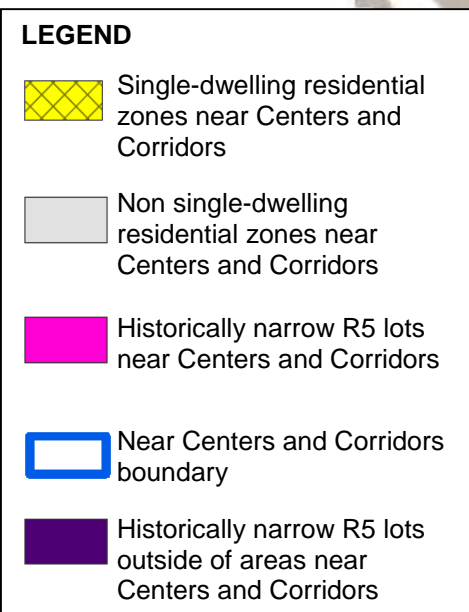 LEGEND
Single-dwelling residential
zones near Centers and
Corridors
Non single-dwelling
residential zones near
Centers and Corridors
Historically narrow R5 lots
near Centers and Corridors
Near Centers and Corridors
boundary
Historically narrow R5 lots
outside of areas near
Centers and Corridors